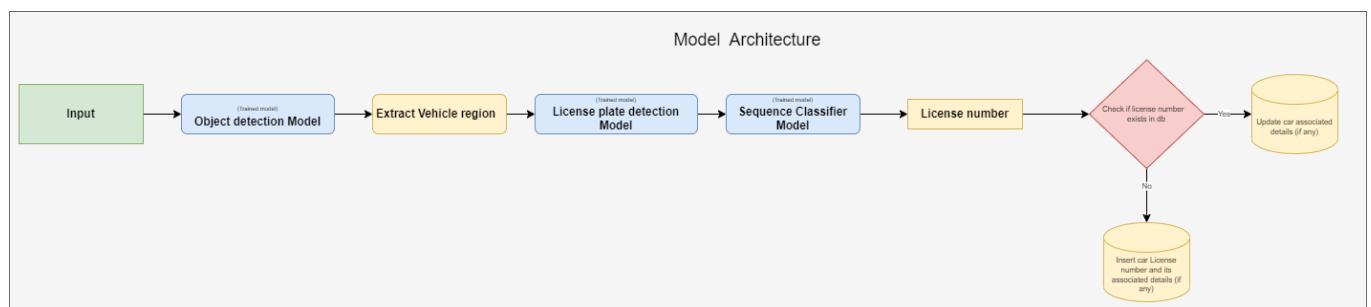 Model Architecture
Input
(Trained model)
Object detection Model
Extract Vehicle region
(Trained model)
License plate detection
Model
(Trained model)
Sequence Classifier
Model
License number
Check if license number
exists in db
Yes
Update car associated
details (if any)
No
Insert car License
number and its
associated details (if
any)